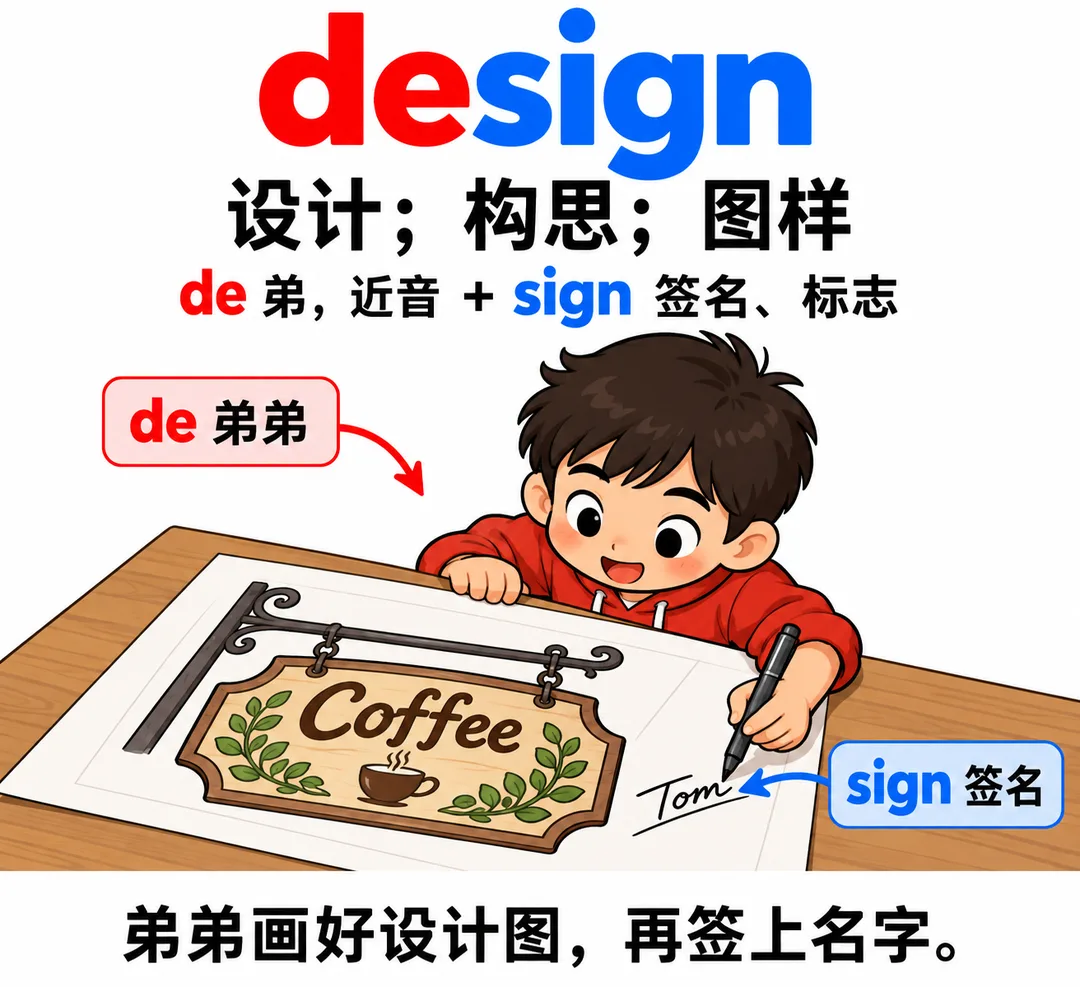 design
设计；构思；图样
de 弟，近音 + sign 签名、标志
de 弟弟
Coffee
Tom
sign 签名
弟弟画好设计图，再签上名字。